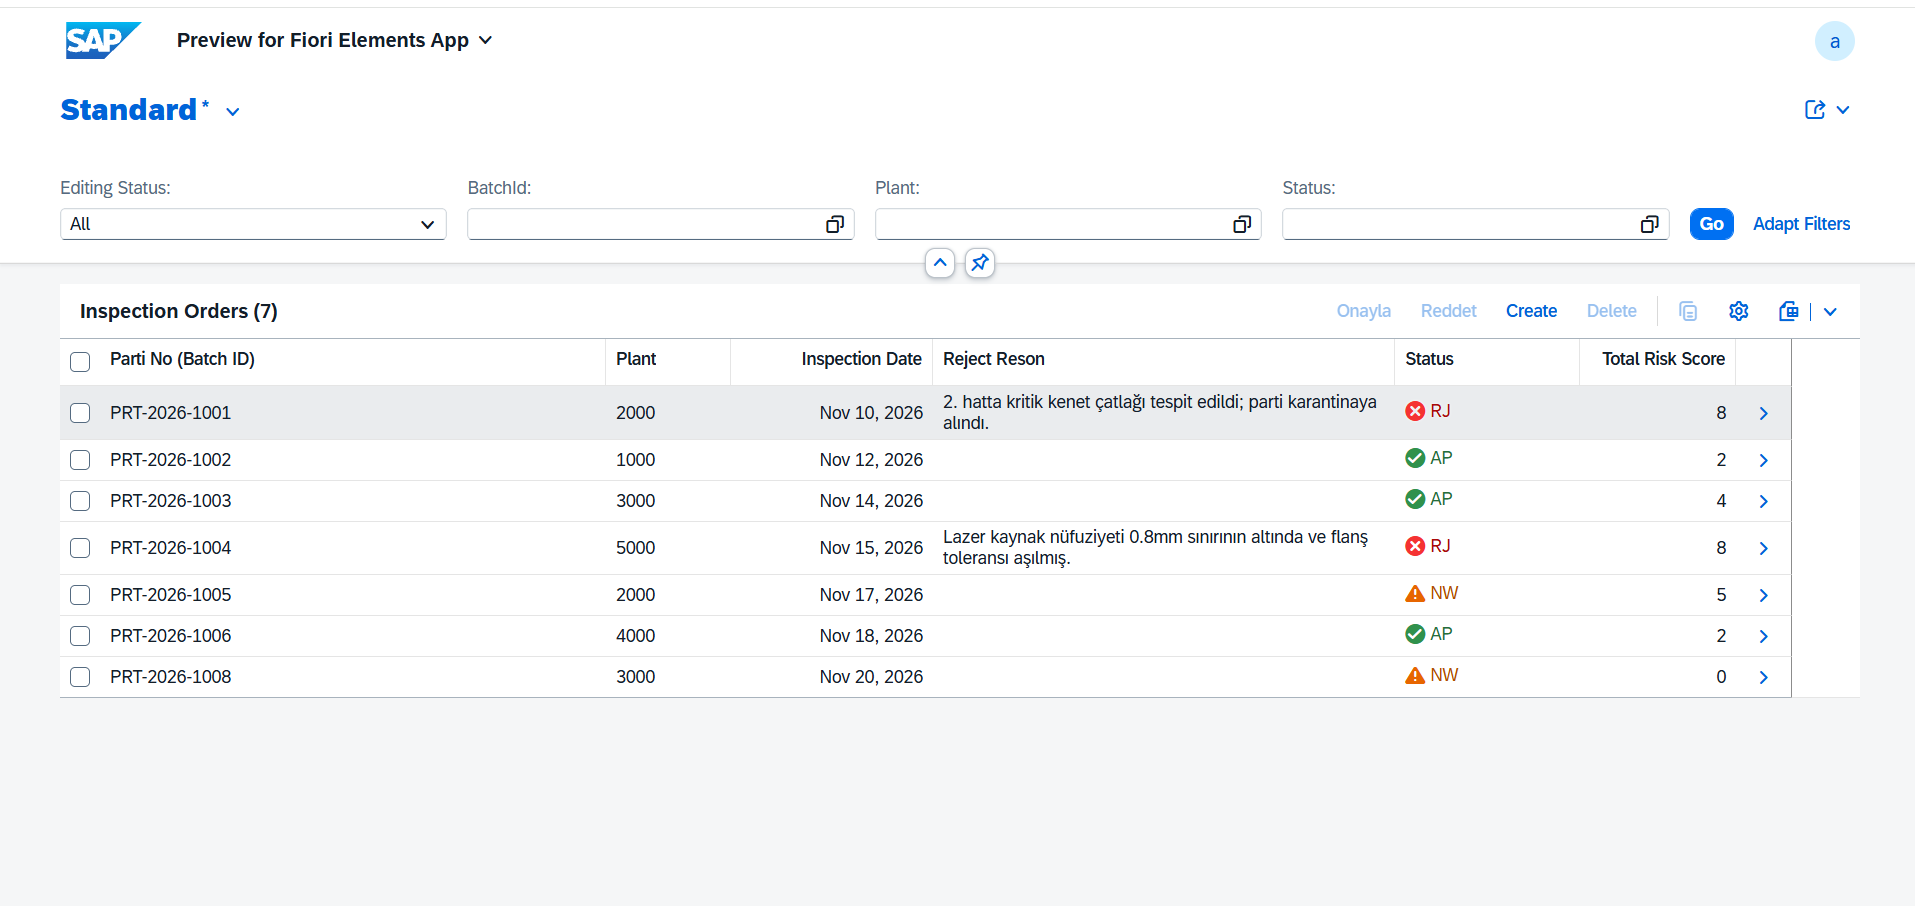 SAP
Preview for Fiori Elements App
a
Standard *
Editing Status:
BatchId:
Plant:
Status:
All
Go
Adapt Filters
Inspection Orders (7)
Onayla
Reddet
Create
Delete
Parti No (Batch ID) Plant Inspection Date Reject Reson Status Total Risk Score
PRT-2026-1001 2000 Nov 10, 2026 2. hatta kritik kenet çatlağı tespit edildi; parti karantinaya
alındı. RJ 8
PRT-2026-1002 1000 Nov 12, 2026 AP 2
PRT-2026-1003 3000 Nov 14, 2026 AP 4
PRT-2026-1004 5000 Nov 15, 2026 Lazer kaynak nüfuziyeti 0.8mm sınırının altında ve flanş
toleransı aşılmış. RJ 8
PRT-2026-1005 2000 Nov 17, 2026 NW 5
PRT-2026-1006 4000 Nov 18, 2026 AP 2
PRT-2026-1008 3000 Nov 20, 2026 NW 0